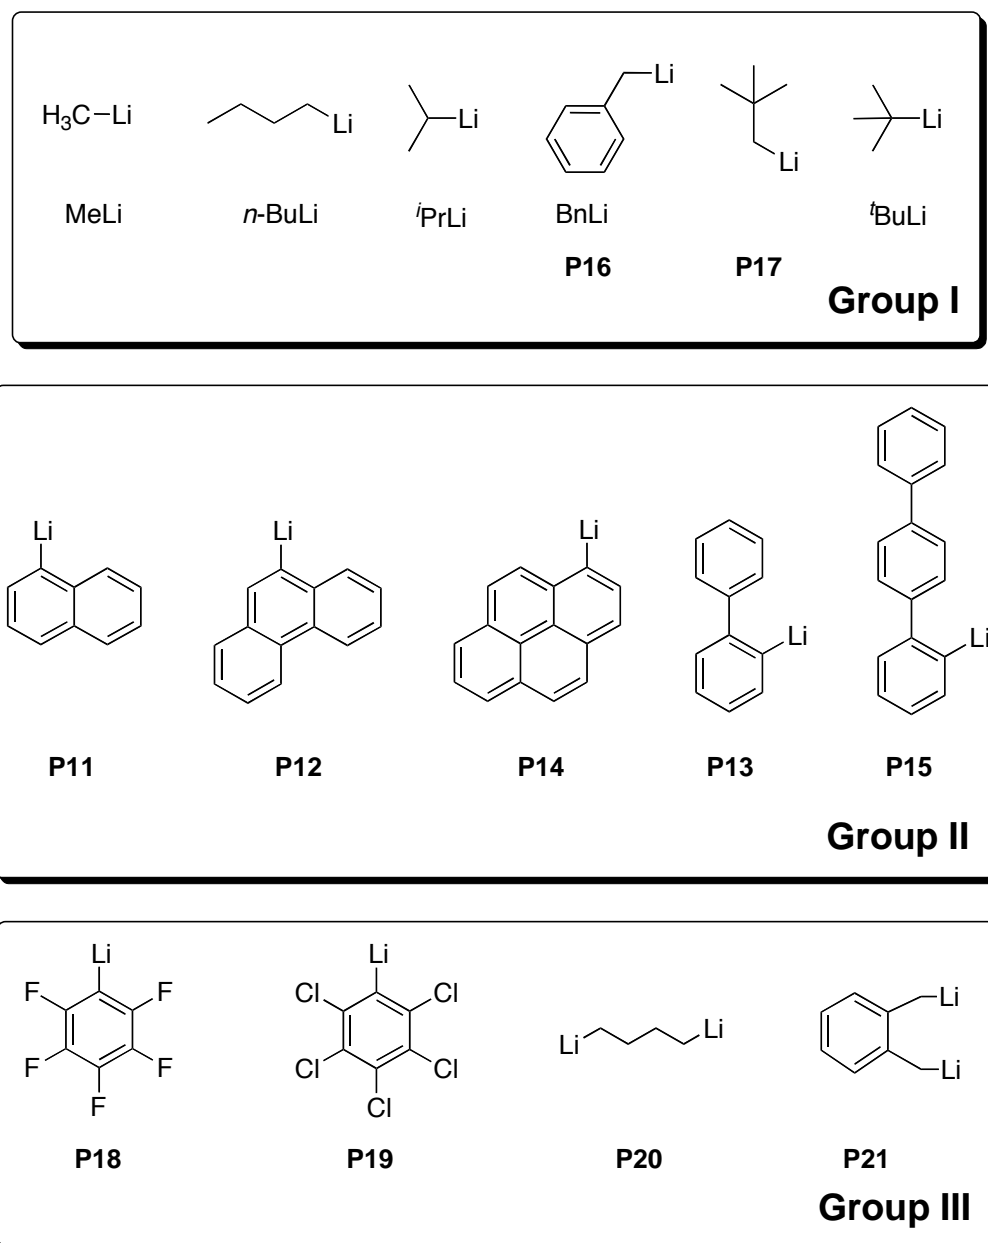 H3C Li
Li
Li
Li
Li
Li
MeLi
n-BuLi
iPrLi
BnLi
tBuLi
P16
P17
Group I
Li
Li
Li
Li
Li
P11
P12
P14
P13
P15
Group II
Li
F
F
F
F
F
Li
Cl
Cl
Cl
Cl
Cl
Li
Li
Li
Li
P18
P19
P20
P21
Group III